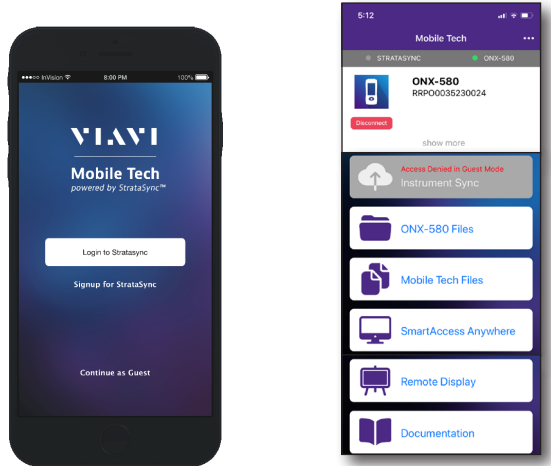 InVision
8:00 PM
100%
VIAVI
Mobile Tech
powered by StrataSync™
Login to Stratasync
Signup for StrataSync
Continue as Guest
5:12
Mobile Tech
STRATASYNC
ONX-580
ONX-580
RRPO0035230024
Disconnect
show more
Access Denied in Guest Mode
Instrument Sync
ONX-580 Files
Mobile Tech Files
SmartAccess Anywhere
Remote Display
Documentation